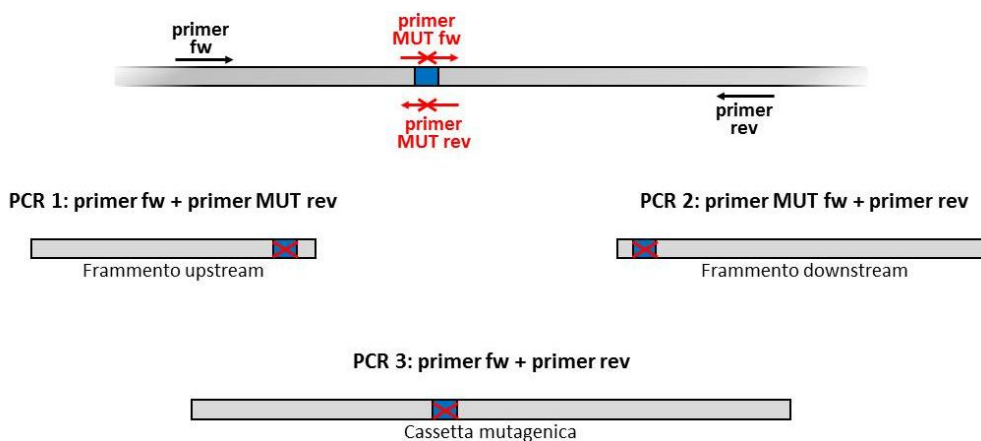 primer
fw
primer
MUT fw
primer
MUT rev
primer
rev
PCR 1: primer fw + primer MUT rev
PCR 2: primer MUT fw + primer rev
Frammento upstream
Frammento downstream
PCR 3: primer fw + primer rev
Cassetta mutagenica